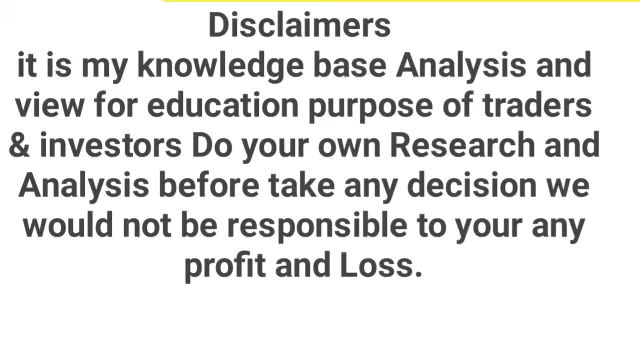 Disclaimers
it is my knowledge base Analysis and
view for education purpose of traders
& investors Do your own Research and
Analysis before take any decision we
would not be responsible to your any
profit and Loss.